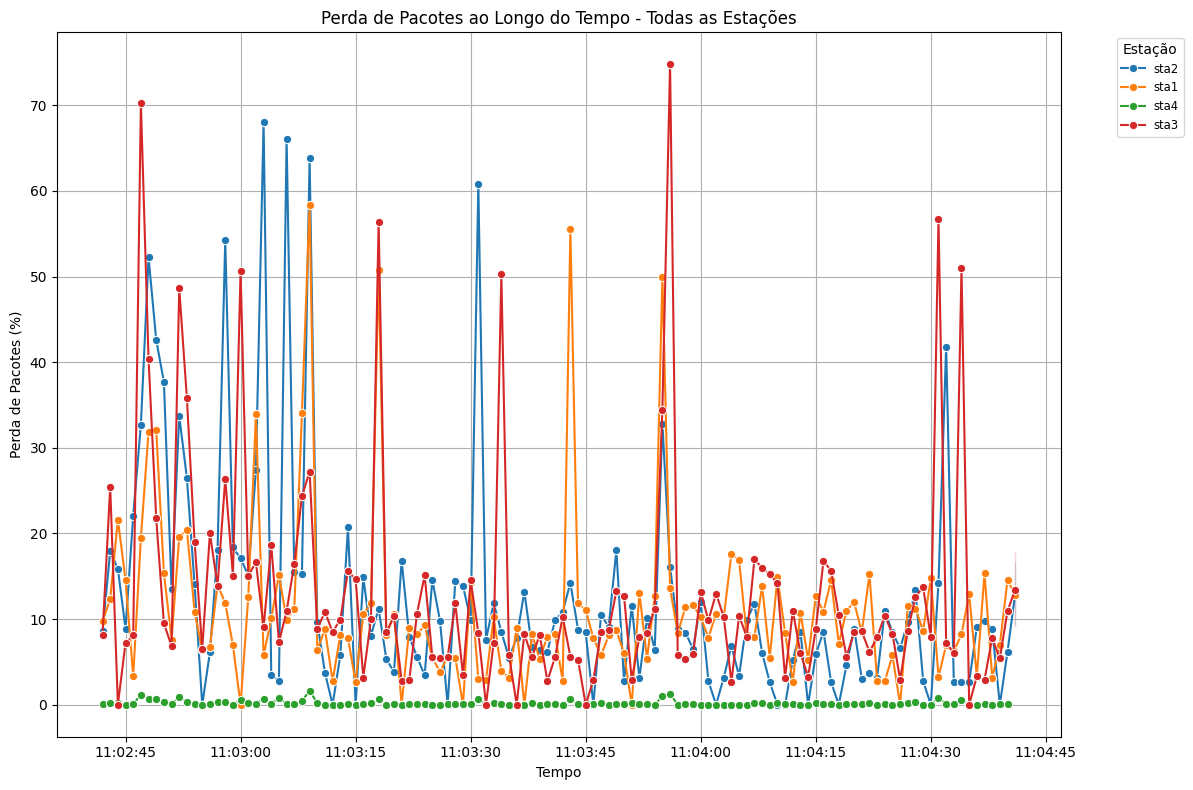 Perda de Pacotes ao Longo do Tempo - Todas as Estações
Estação
sta2
sta1
sta4
sta3
Perda de Pacotes (%)
70
60
50
40
30
20
10
0
11:02:45
11:03:00
11:03:15
11:03:30
11:03:45
11:04:00
11:04:15
11:04:30
11:04:45
Tempo